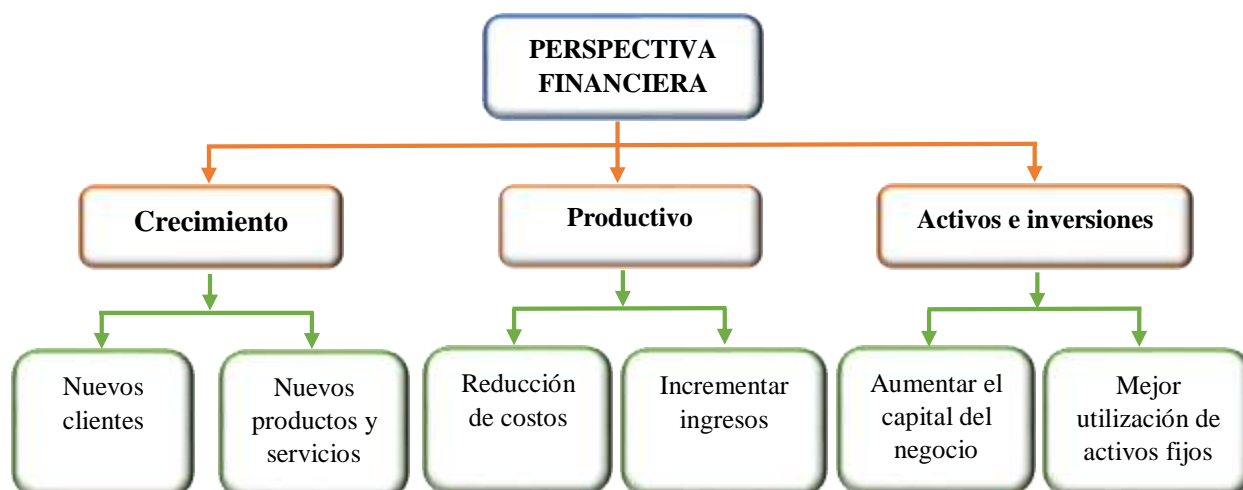 PERSPECTIVA
FINANCIERA
Crecimiento
Productivo
Activos e inversiones
Nuevos
clientes
Nuevos
productos y
servicios
Reducción
de costos
Incrementar
ingresos
Aumentar el
capital del
negocio
Mejor
utilización de
activos fijos